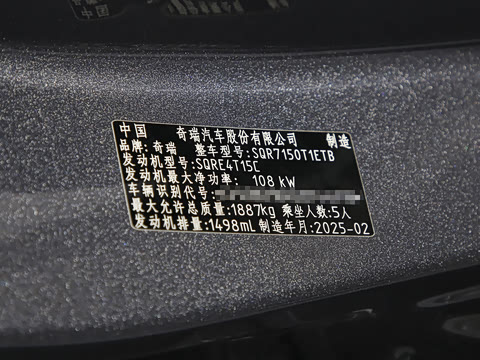 中国 奇瑞汽车股份有限公司 制造
品牌: 奇瑞 整车型号:SQR7150T1ETB
发动机型号:SQRE4T15C
发动机最大净功率: 108 kW
车辆识别代号:
最大允许总质量:1887kg 乘坐人数:5人
发动机排量:1498mL 制造年月:2025-02